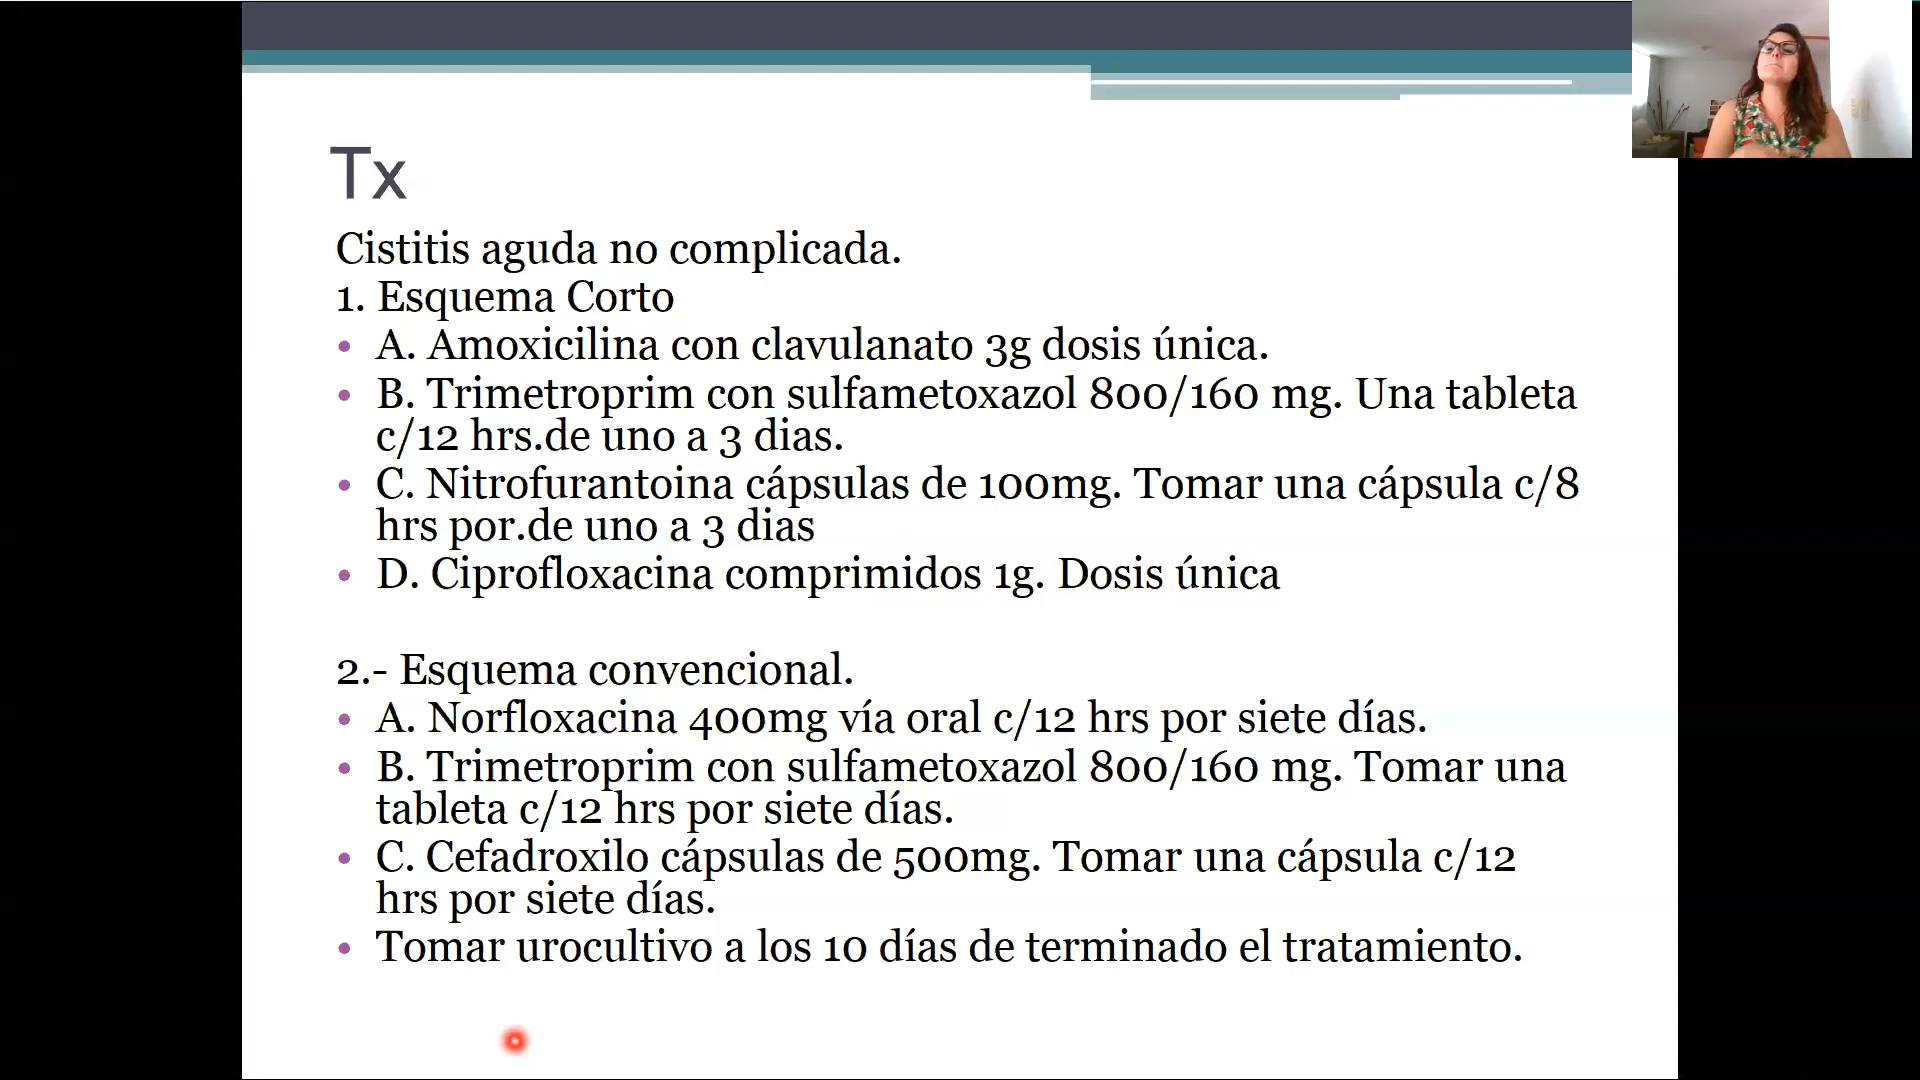 Tx
Cistitis aguda no complicada.
1. Esquema Corto
• A. Amoxicilina con clavulanato 3g dosis única.
• B. Trimetroprim con sulfametoxazol 800/160 mg. Una tableta
c/12 hrs.de uno a 3 dias.
• C. Nitrofurantoina cápsulas de 100mg. Tomar una cápsula c/8
hrs por.de uno a 3 dias
• D. Ciprofloxacina comprimidos 1g. Dosis única
2.- Esquema convencional.
• A. Norfloxacina 400mg vía oral c/12 hrs por siete días.
• B. Trimetroprim con sulfametoxazol 800/160 mg. Tomar una
tableta c/12 hrs por siete días.
• C. Cefadroxilo cápsulas de 500mg. Tomar una cápsula c/12
hrs por siete días.
• Tomar urocultivo a los 10 días de terminado el tratamiento.